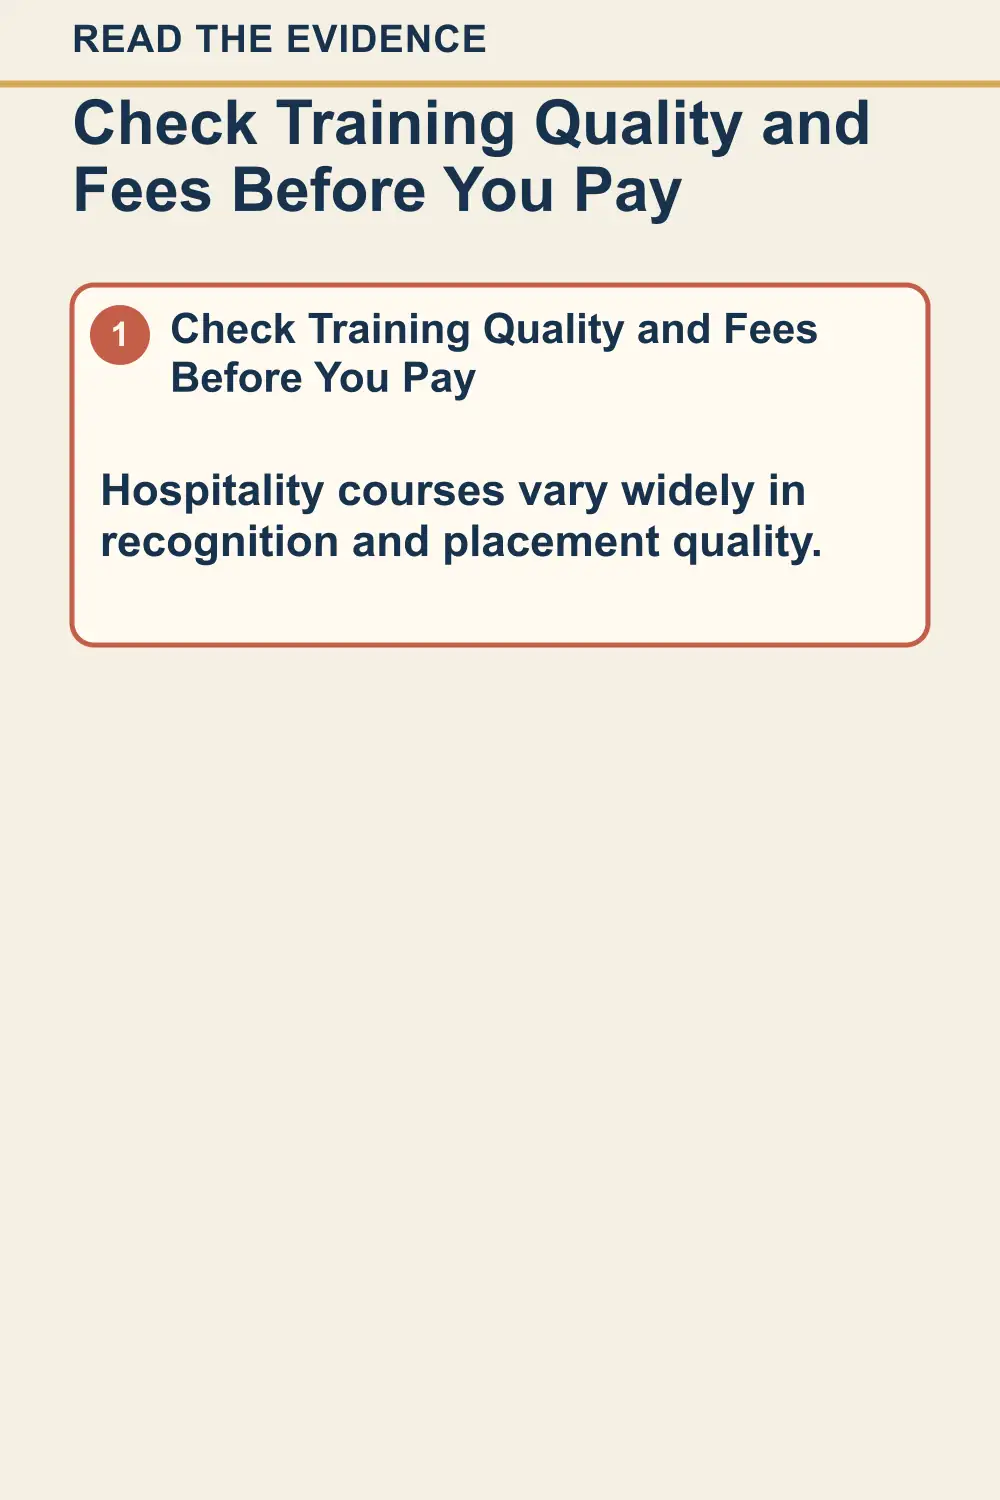 READ THE EVIDENCE
Check Training Quality and
Fees Before You Pay
1
Check Training Quality and Fees
Before You Pay
Hospitality courses vary widely in
recognition and placement quality.